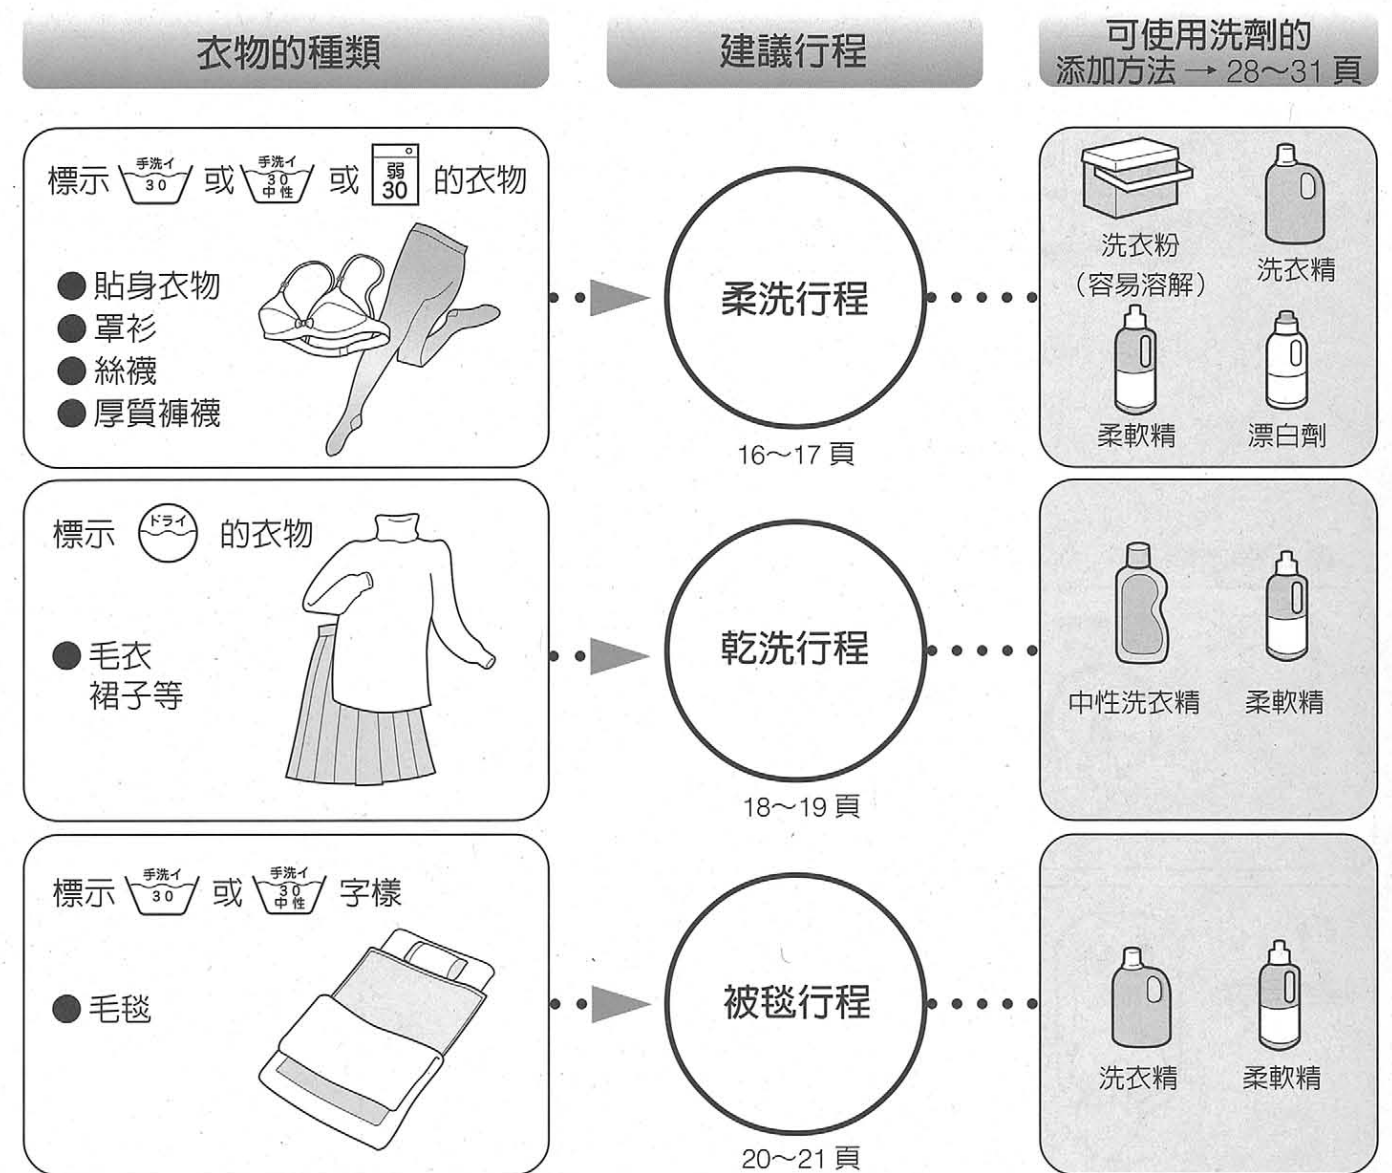 衣物的種類
建議行程
可使用洗劑的
添加方法 → 28～31 頁
標示 手洗イ 30 或 手洗イ 30 中性 或 弱 30 的衣物
●貼身衣物
●罩衫
●絲襪
●厚質褲襪
柔洗行程
16～17 頁
洗衣粉
（容易溶解）
洗衣精
柔軟精
漂白劑
標示 ドライ 的衣物
●毛衣
裙子等
乾洗行程
18～19 頁
中性洗衣精
柔軟精
標示 手洗イ 30 或 手洗イ 30 中性 字樣
●毛毯
被毯行程
20～21 頁
洗衣精
柔軟精